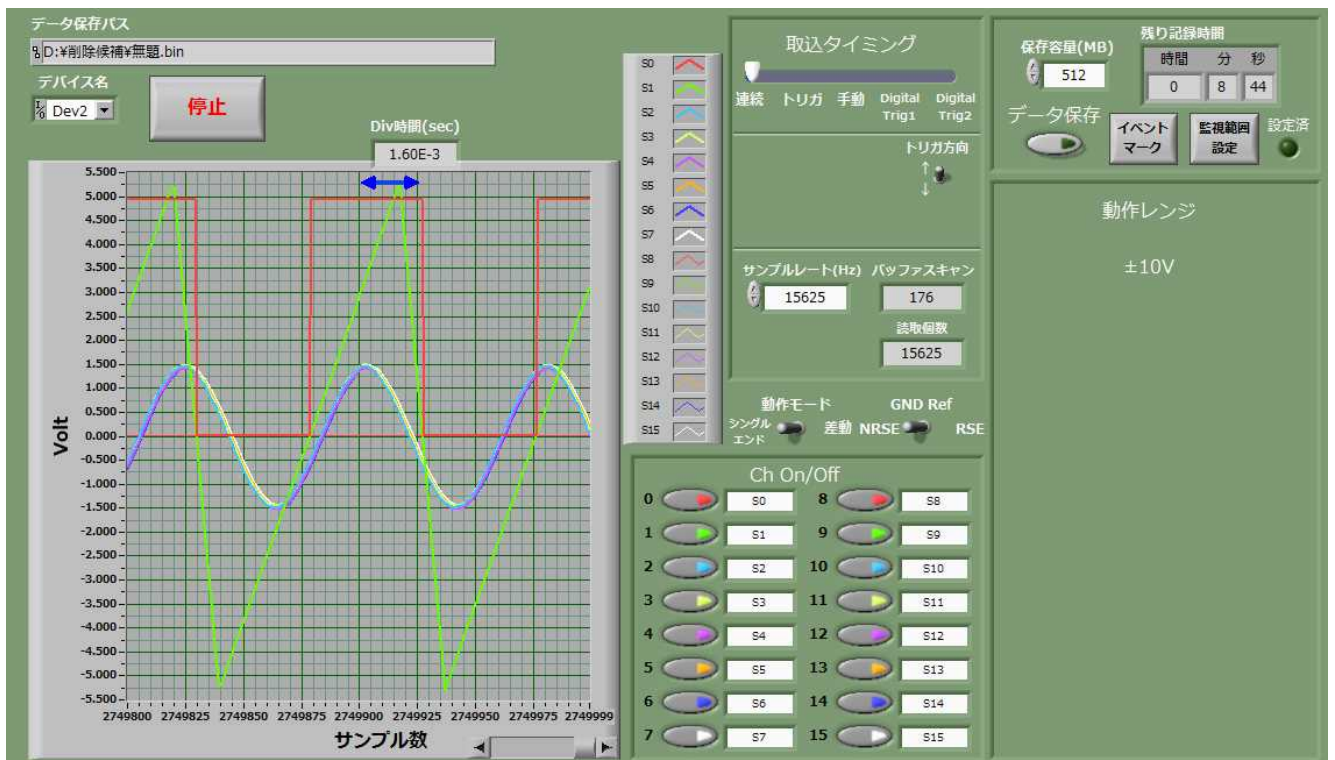 データ保存パス
D:¥削除候補¥無題.bin
デバイス名
Dev2
停止
Div時間(sec)
1.60E-3
5.500
5.000
4.500
4.000
3.500
3.000
2.500
2.000
1.500
1.000
0.500
0.000
-0.500
-1.000
-1.500
-2.000
-2.500
-3.000
-3.500
-4.000
-4.500
-5.000
-5.500
Volt
2749800 2749825 2749850 2749875 2749900 2749925 2749950 2749975 2749999
サンプル数
S0
S1
S2
S3
S4
S5
S6
S7
S8
S9
S10
S11
S12
S13
S14
S15
取込タイミング
連続 トリガ 手動 Digital Trig1 Digital Trig2
トリガ方向
↑
↓
サンプルレート(Hz) バッファスキャン
15625 176
読取個数
15625
動作モード GND Ref
シングルエンド 差動 NRSE RSE
Ch On/Off
0 S0 8 S8
1 S1 9 S9
2 S2 10 S10
3 S3 11 S11
4 S4 12 S12
5 S5 13 S13
6 S6 14 S14
7 S7 15 S15
保存容量(MB)
512
残り記録時間
時間 分 秒
0 8 44
データ保存
イベント
マーク
監視範囲
設定
設定済
動作レンジ
±10V